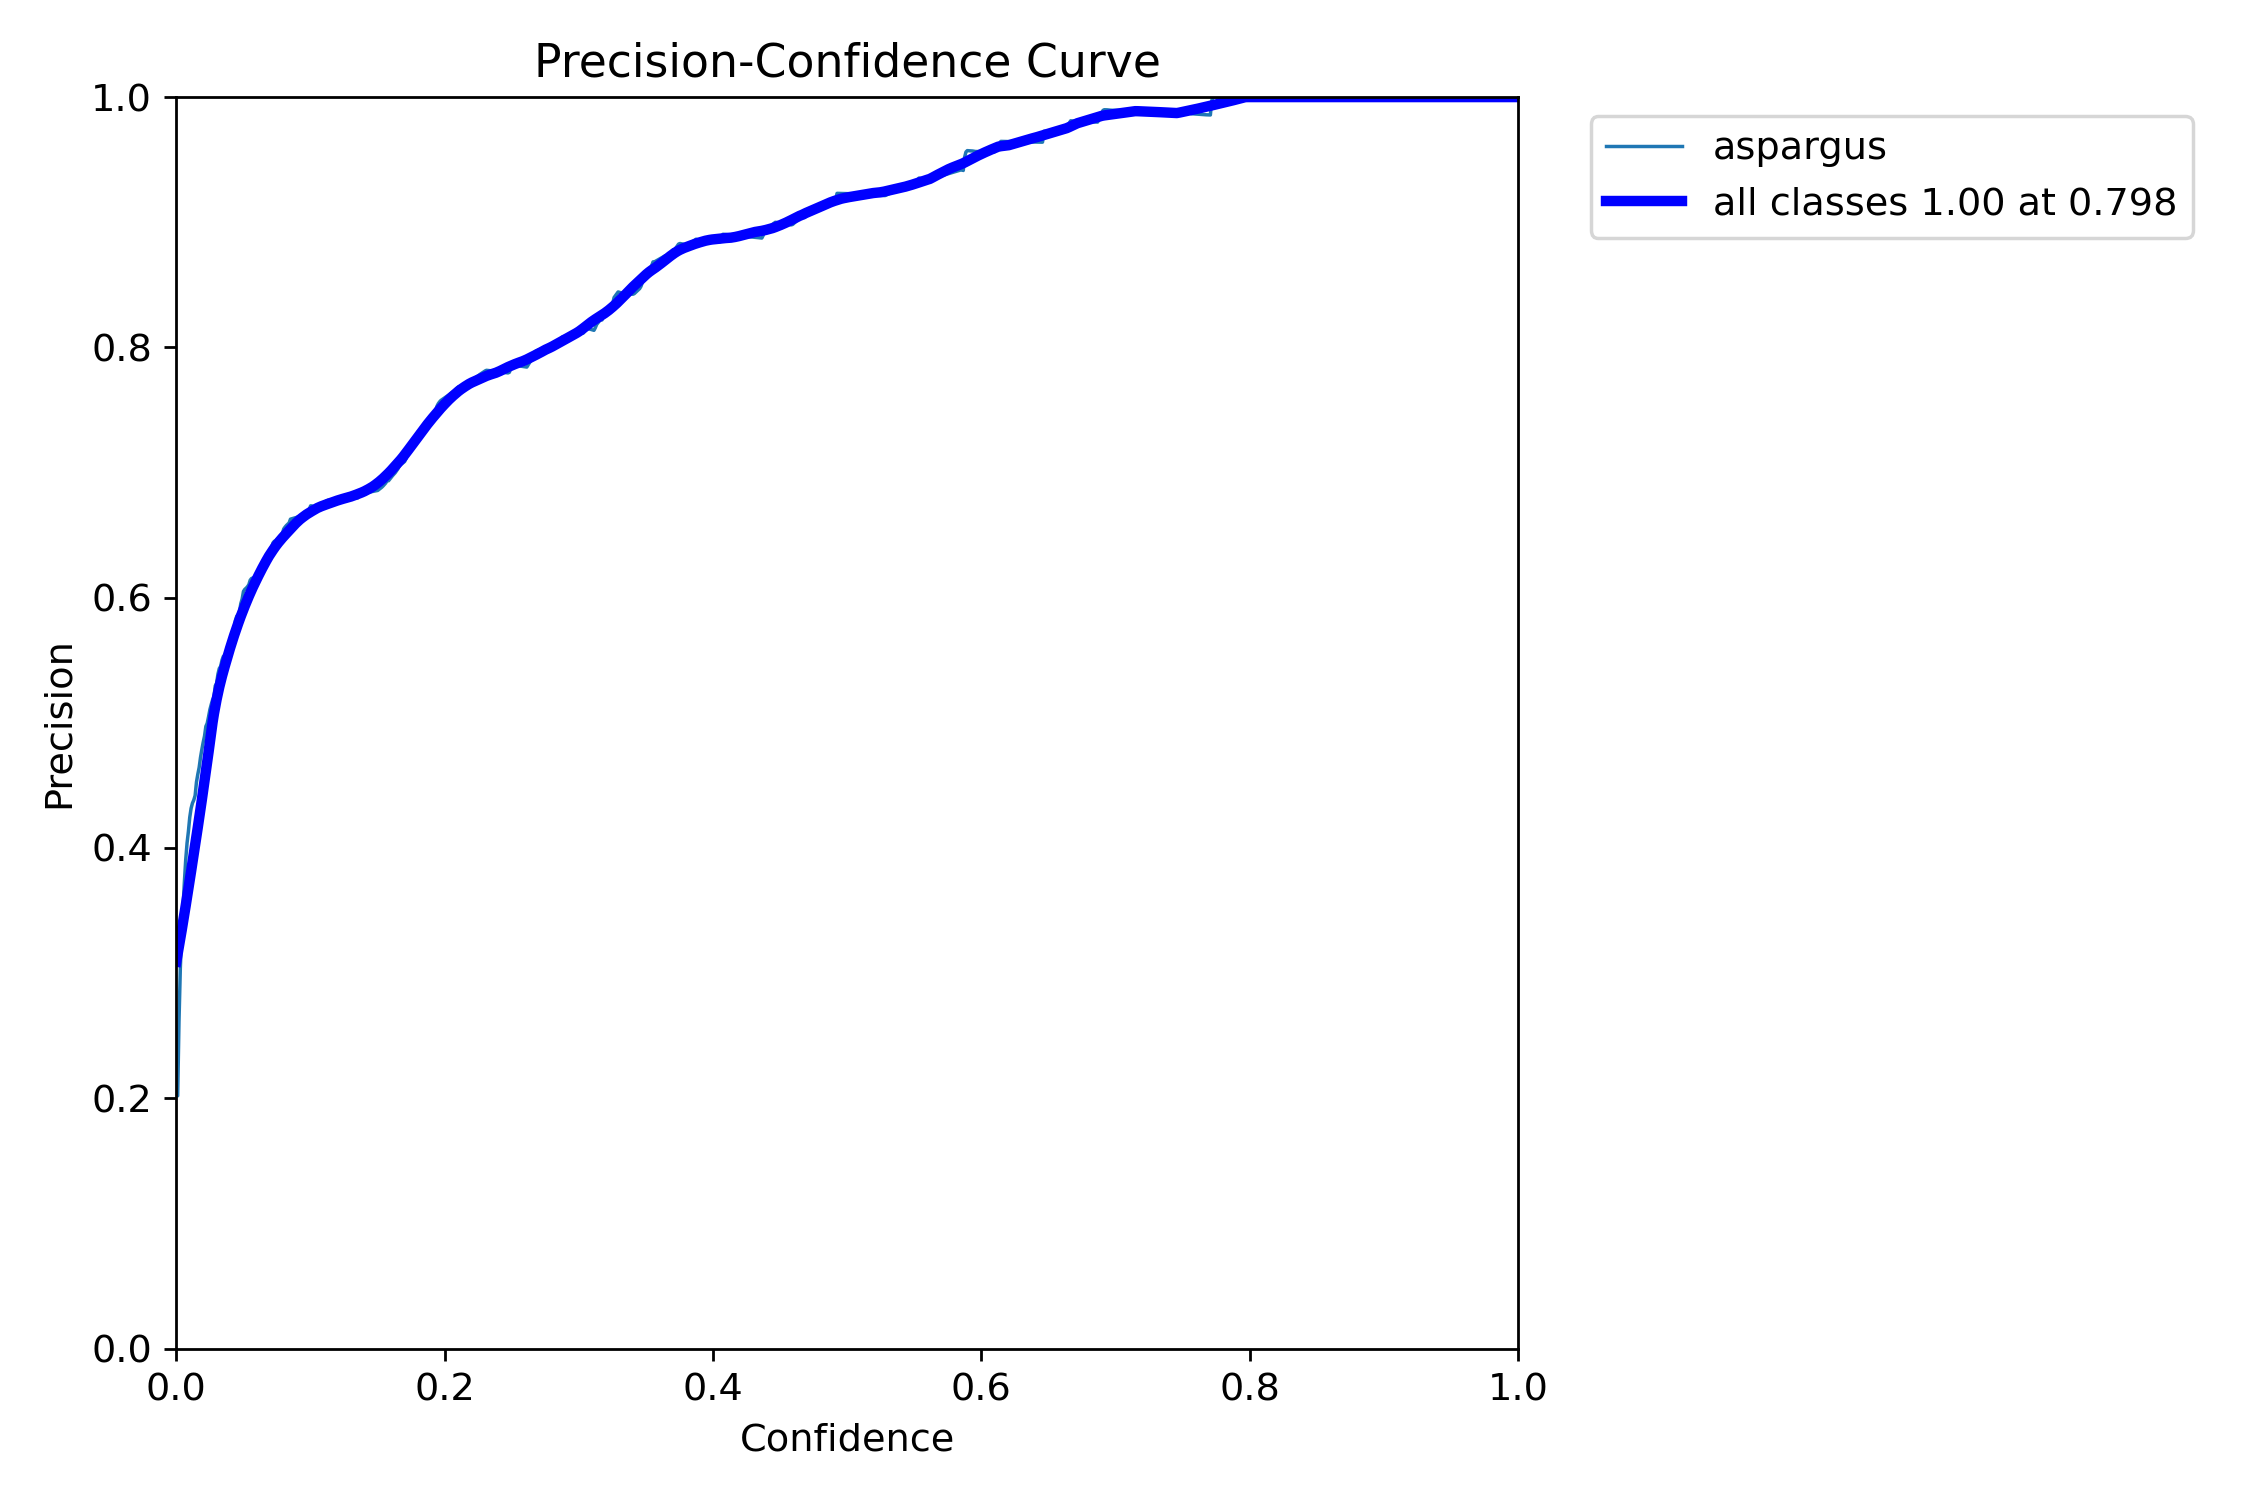 Precision-Confidence Curve
1.0
0.8
0.6
0.4
0.2
0.0
Precision
0.0 0.2 0.4 0.6 0.8 1.0
Confidence
aspargus
all classes 1.00 at 0.798